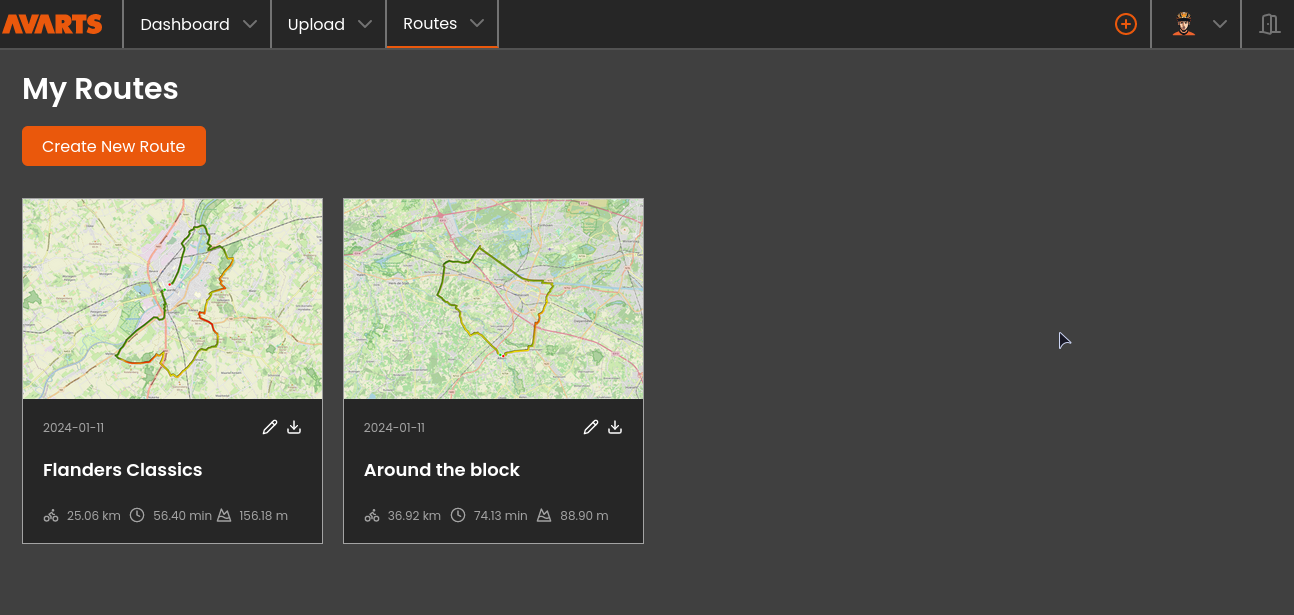 AVARTS Dashboard Upload Routes
My Routes
Create New Route
2024-01-11
Flanders Classics
25.06 km 56.40 min 156.18 m
2024-01-11
Around the block
36.92 km 74.13 min 88.90 m